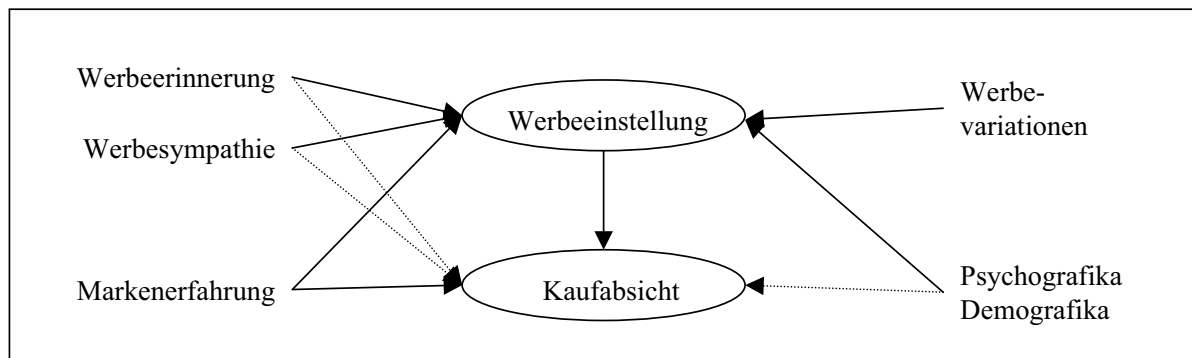 Werbeerinnerung
Werbesympathie
Markenerfahrung
Werbeeinstellung
Kaufabsicht
Werbe-
variationen
Psychografika
Demografika